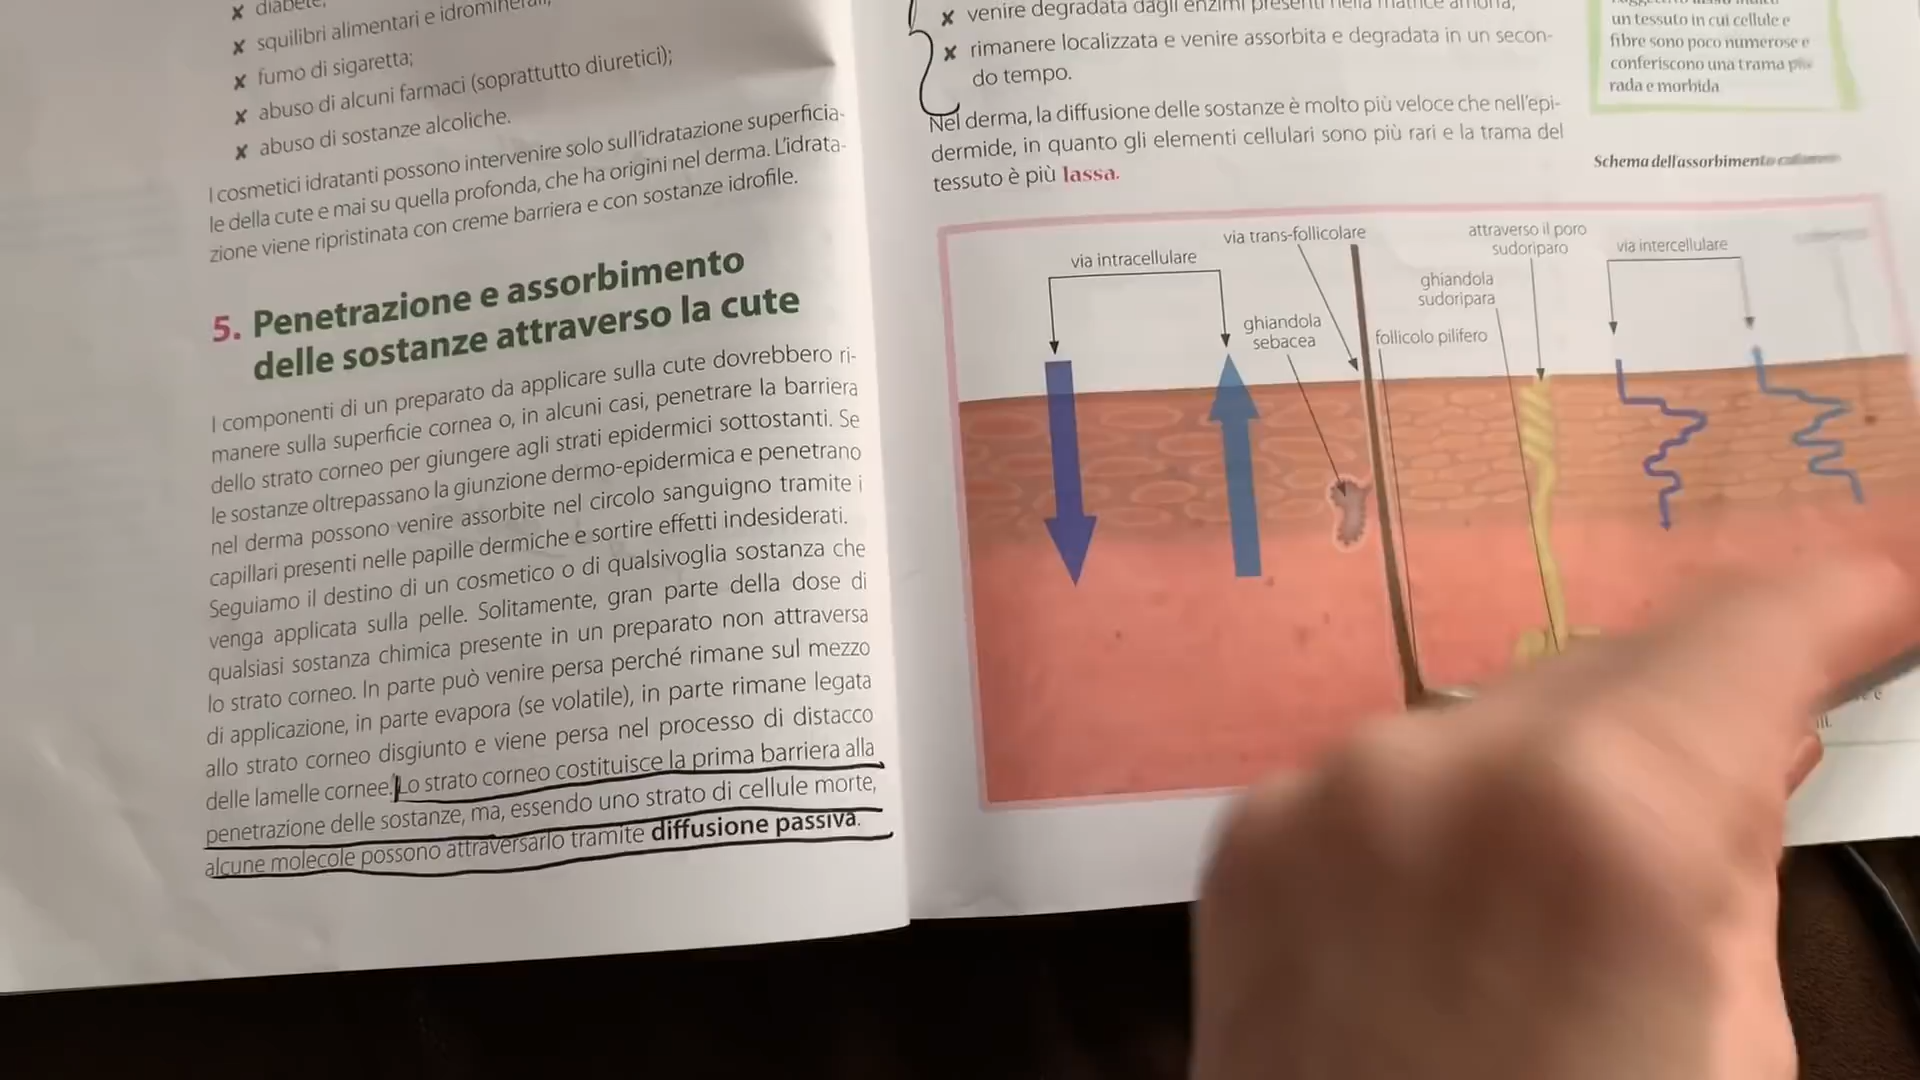 ✘ diabete;
✘ squilibri alimentari e idrominerali;
✘ fumo di sigaretta;
✘ abuso di alcuni farmaci (soprattutto diuretici);
✘ abuso di sostanze alcoliche.
I cosmetici idratanti possono intervenire solo sull'idratazione superficia-
le della cute e mai su quella profonda, che ha origini nel derma. L'idrata-
zione viene ripristinata con creme barriera e con sostanze idrofile.
5. Penetrazione e assorbimento
delle sostanze attraverso la cute
I componenti di un preparato da applicare sulla cute dovrebbero ri-
manere sulla superficie cornea o, in alcuni casi, penetrare la barriera
dello strato corneo per giungere agli strati epidermici sottostanti. Se
le sostanze oltrepassano la giunzione dermo-epidermica e penetrano
nel derma possono venire assorbite nel circolo sanguigno tramite i
capillari presenti nelle papille dermiche e sortire effetti indesiderati.
Seguiamo il destino di un cosmetico o di qualsivoglia sostanza che
venga applicata sulla pelle. Solitamente, gran parte della dose di
qualsiasi sostanza chimica presente in un preparato non attraversa
lo strato corneo. In parte può venire persa perché rimane sul mezzo
di applicazione, in parte evapora (se volatile), in parte rimane legata
allo strato corneo disgiunto e viene persa nel processo di distacco
delle lamelle cornee. Lo strato corneo costituisce la prima barriera alla
penetrazione delle sostanze, ma, essendo uno strato di cellule morte,
alcune molecole possono attraversarlo tramite diffusione passiva.
✘ venire degradata dagli enzimi presenti nella matrice amorfa;
✘ rimanere localizzata e venire assorbita e degradata in un secon-
do tempo.
Nel derma, la diffusione delle sostanze è molto più veloce che nell'epi-
dermide, in quanto gli elementi cellulari sono più rari e la trama del
tessuto è più lassa.
un tessuto in cui cellule e
fibre sono poco numerose e
conferiscono una trama più
rada e morbida
Schema dell'assorbimento cutaneo
via intracellulare
via trans-follicolare
ghiandola
sebacea
follicolo pilifero
ghiandola
sudoripara
attraverso il poro
sudoriparo
via intercellulare